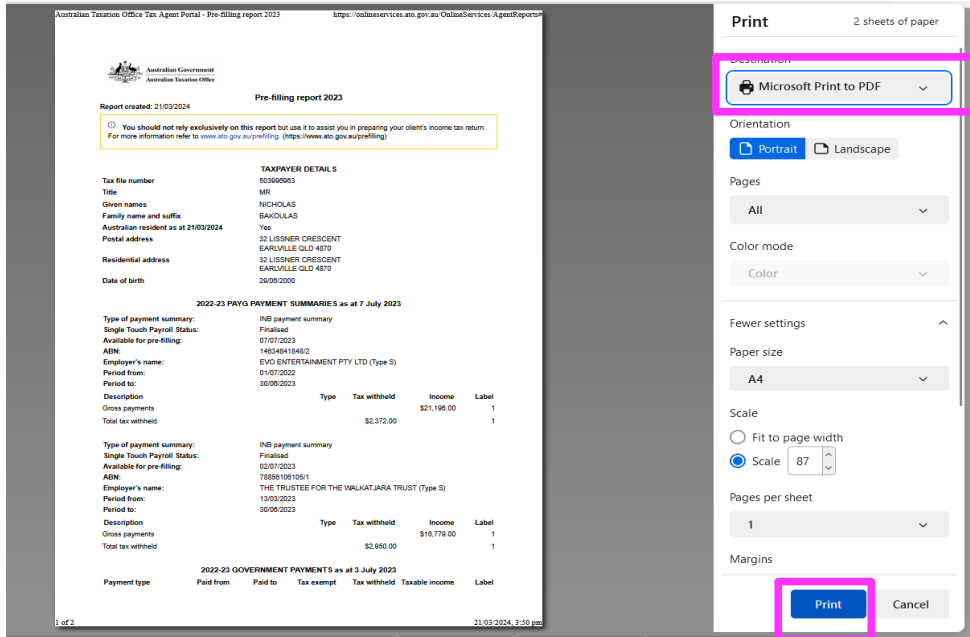 Australian Taxation Office Tax Agent Portal - Pre-filling report 2023 https://onlineservices.ato.gov.au/OnlineServices/AgentReports#
Australian Government
Australian Taxation Office
Pre-filling report 2023
Report created: 21/03/2024
You should not rely exclusively on this report but use it to assist you in preparing your client's income tax return.
For more information refer to www.ato.gov.au/prefilling. (https://www.ato.gov.au/prefilling)
TAXPAYER DETAILS
Tax file number 503996963
Title MR
Given names NICHOLAS
Family name and suffix BAKOULAS
Australian resident as at 21/03/2024 Yes
Postal address 32 LISSNER CRESCENT
EARLVILLE QLD 4870
Residential address 32 LISSNER CRESCENT
EARLVILLE QLD 4870
Date of birth 29/06/2000
2022-23 PAYG PAYMENT SUMMARIES as at 7 July 2023
Type of payment summary: INB payment summary
Single Touch Payroll Status: Finalised
Available for pre-filling: 07/07/2023
ABN: 14634841848/2
Employer's name: EVO ENTERTAINMENT PTY LTD (Type S)
Period from: 01/07/2022
Period to: 30/06/2023
Description Type Tax withheld Income Label
Gross payments $21,196.00 1
Total tax withheld $2,372.00 1
Type of payment summary: INB payment summary
Single Touch Payroll Status: Finalised
Available for pre-filling: 02/07/2023
ABN: 78856106105/1
Employer's name: THE TRUSTEE FOR THE WALKATJARA TRUST (Type S)
Period from: 13/03/2023
Period to: 30/06/2023
Description Type Tax withheld Income Label
Gross payments $16,779.00 1
Total tax withheld $2,950.00 1
2022-23 GOVERNMENT PAYMENTS as at 3 July 2023
Payment type Paid from Paid to Tax exempt Tax withheld Taxable income Label
1 of 2 21/03/2024, 3:50 pm
Print 2 sheets of paper
Destination
Microsoft Print to PDF
Orientation
Portrait Landscape
Pages
All
Color mode
Color
Fewer settings
Paper size
A4
Scale
Fit to page width
Scale 87
Pages per sheet
1
Margins
Print Cancel